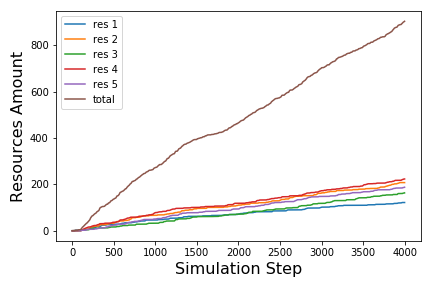 res 1
res 2
res 3
res 4
res 5
total
Resources Amount
800
600
400
200
0
0 500 1000 1500 2000 2500 3000 3500 4000
Simulation Step